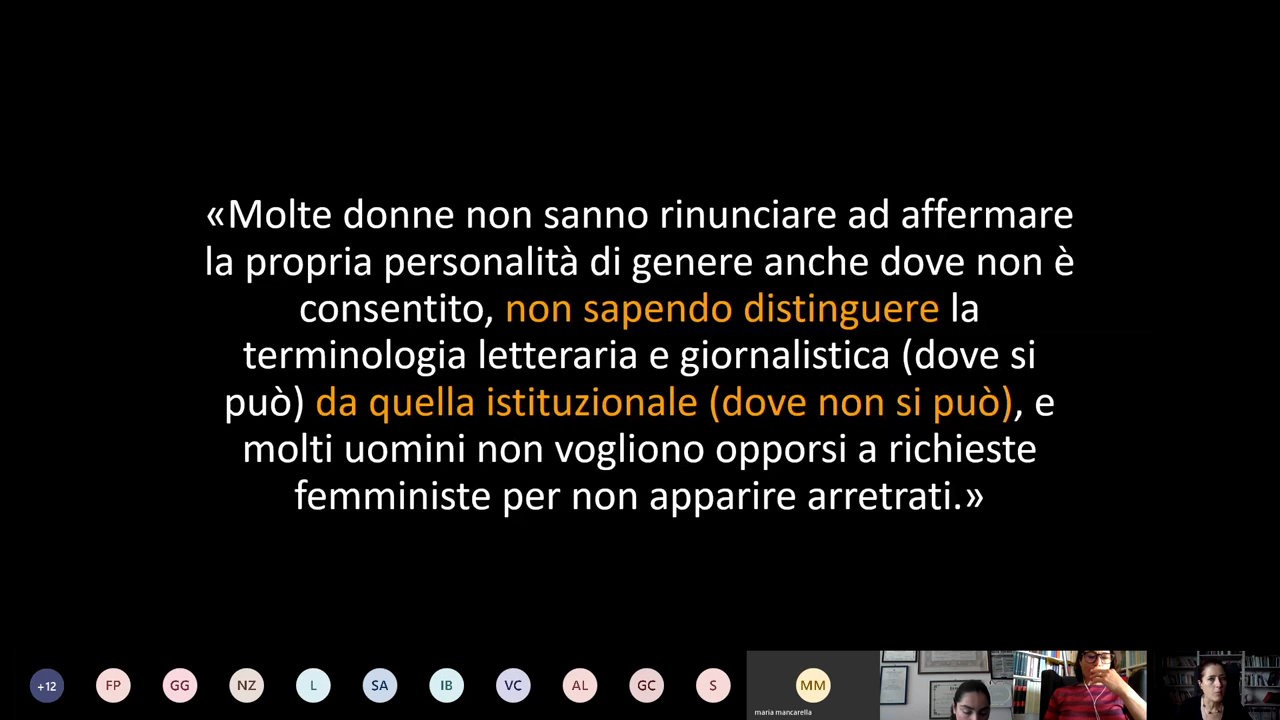 «Molte donne non sanno rinunciare ad affermare
la propria personalità di genere anche dove non è
consentito, non sapendo distinguere la
terminologia letteraria e giornalistica (dove si
può) da quella istituzionale (dove non si può), e
molti uomini non vogliono opporsi a richieste
femministe per non apparire arretrati.»
+12 FP GG NZ L SA IB VC AL GC S MM
maria mancarella